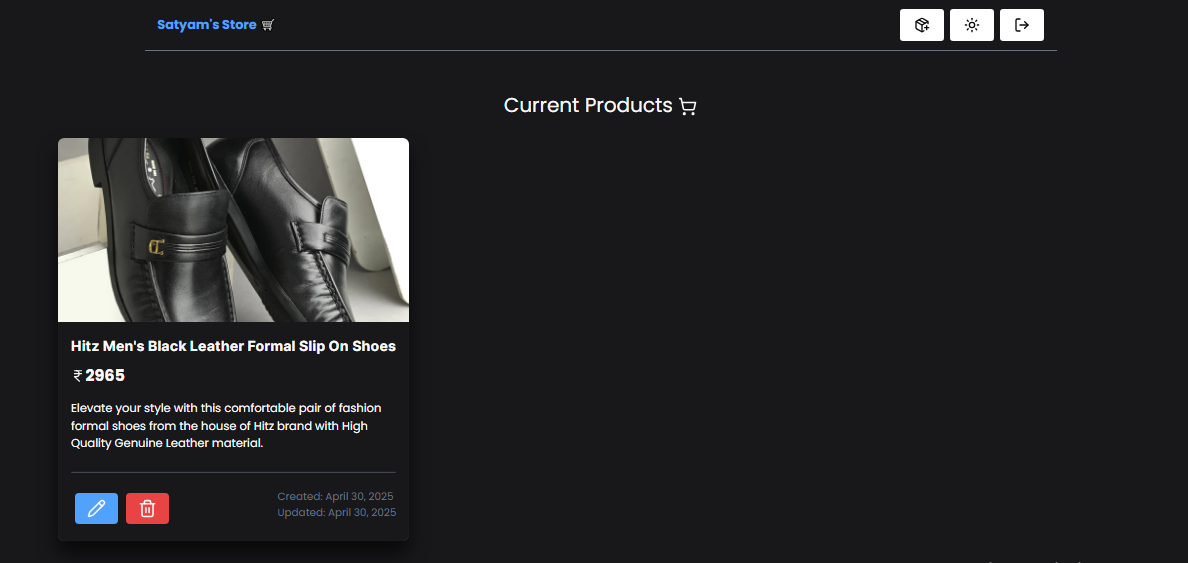 Satyam's Store
Current Products
Hitz Men's Black Leather Formal Slip On Shoes
₹ 2965
Elevate your style with this comfortable pair of fashion
formal shoes from the house of Hitz brand with High
Quality Genuine Leather material.
Created: April 30, 2025
Updated: April 30, 2025